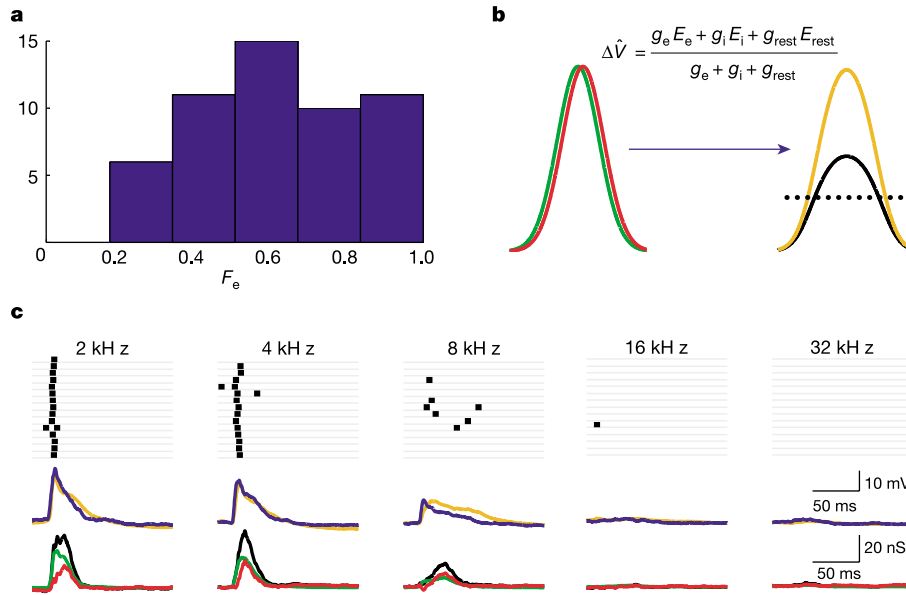 a
15
10
5
0
0.2
0.4
0.6
0.8
1.0
Fe
b
ΔV̂ = (ge Ee + gi Ei + grest Erest) / (ge + gi + grest)
c
2 kH z
4 kH z
8 kH z
16 kH z
32 kH z
10 mV
50 ms
20 nS
50 ms